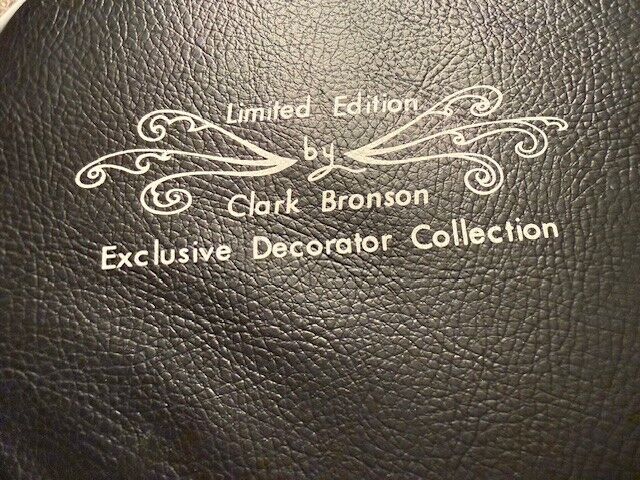 Limited Edition
by
Clark Bronson
Exclusive Decorator Collection